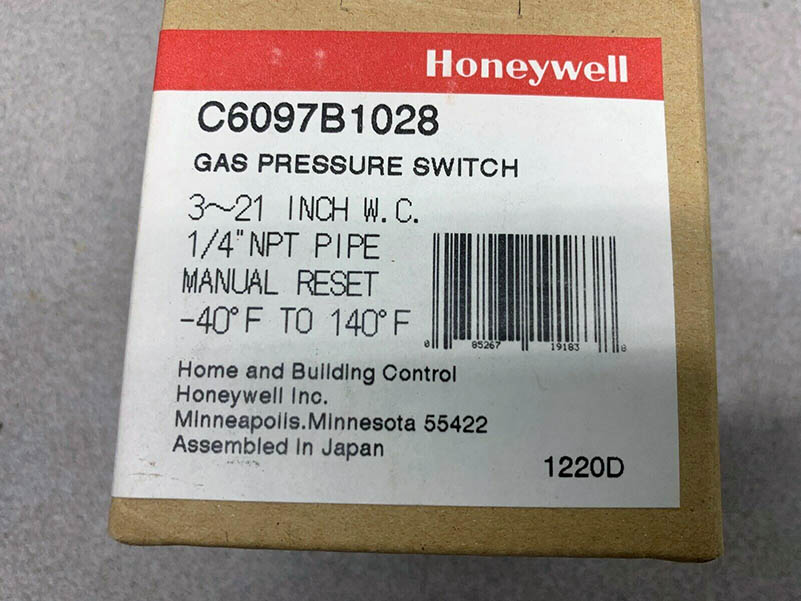 Honeywell
C6097B1028
GAS PRESSURE SWITCH
3~21 INCH W.C.
1/4"NPT PIPE
MANUAL RESET
-40°F TO 140°F
0 85267 19183 8
Home and Building Control
Honeywell Inc.
Minneapolis.Minnesota 55422
Assembled In Japan
1220D